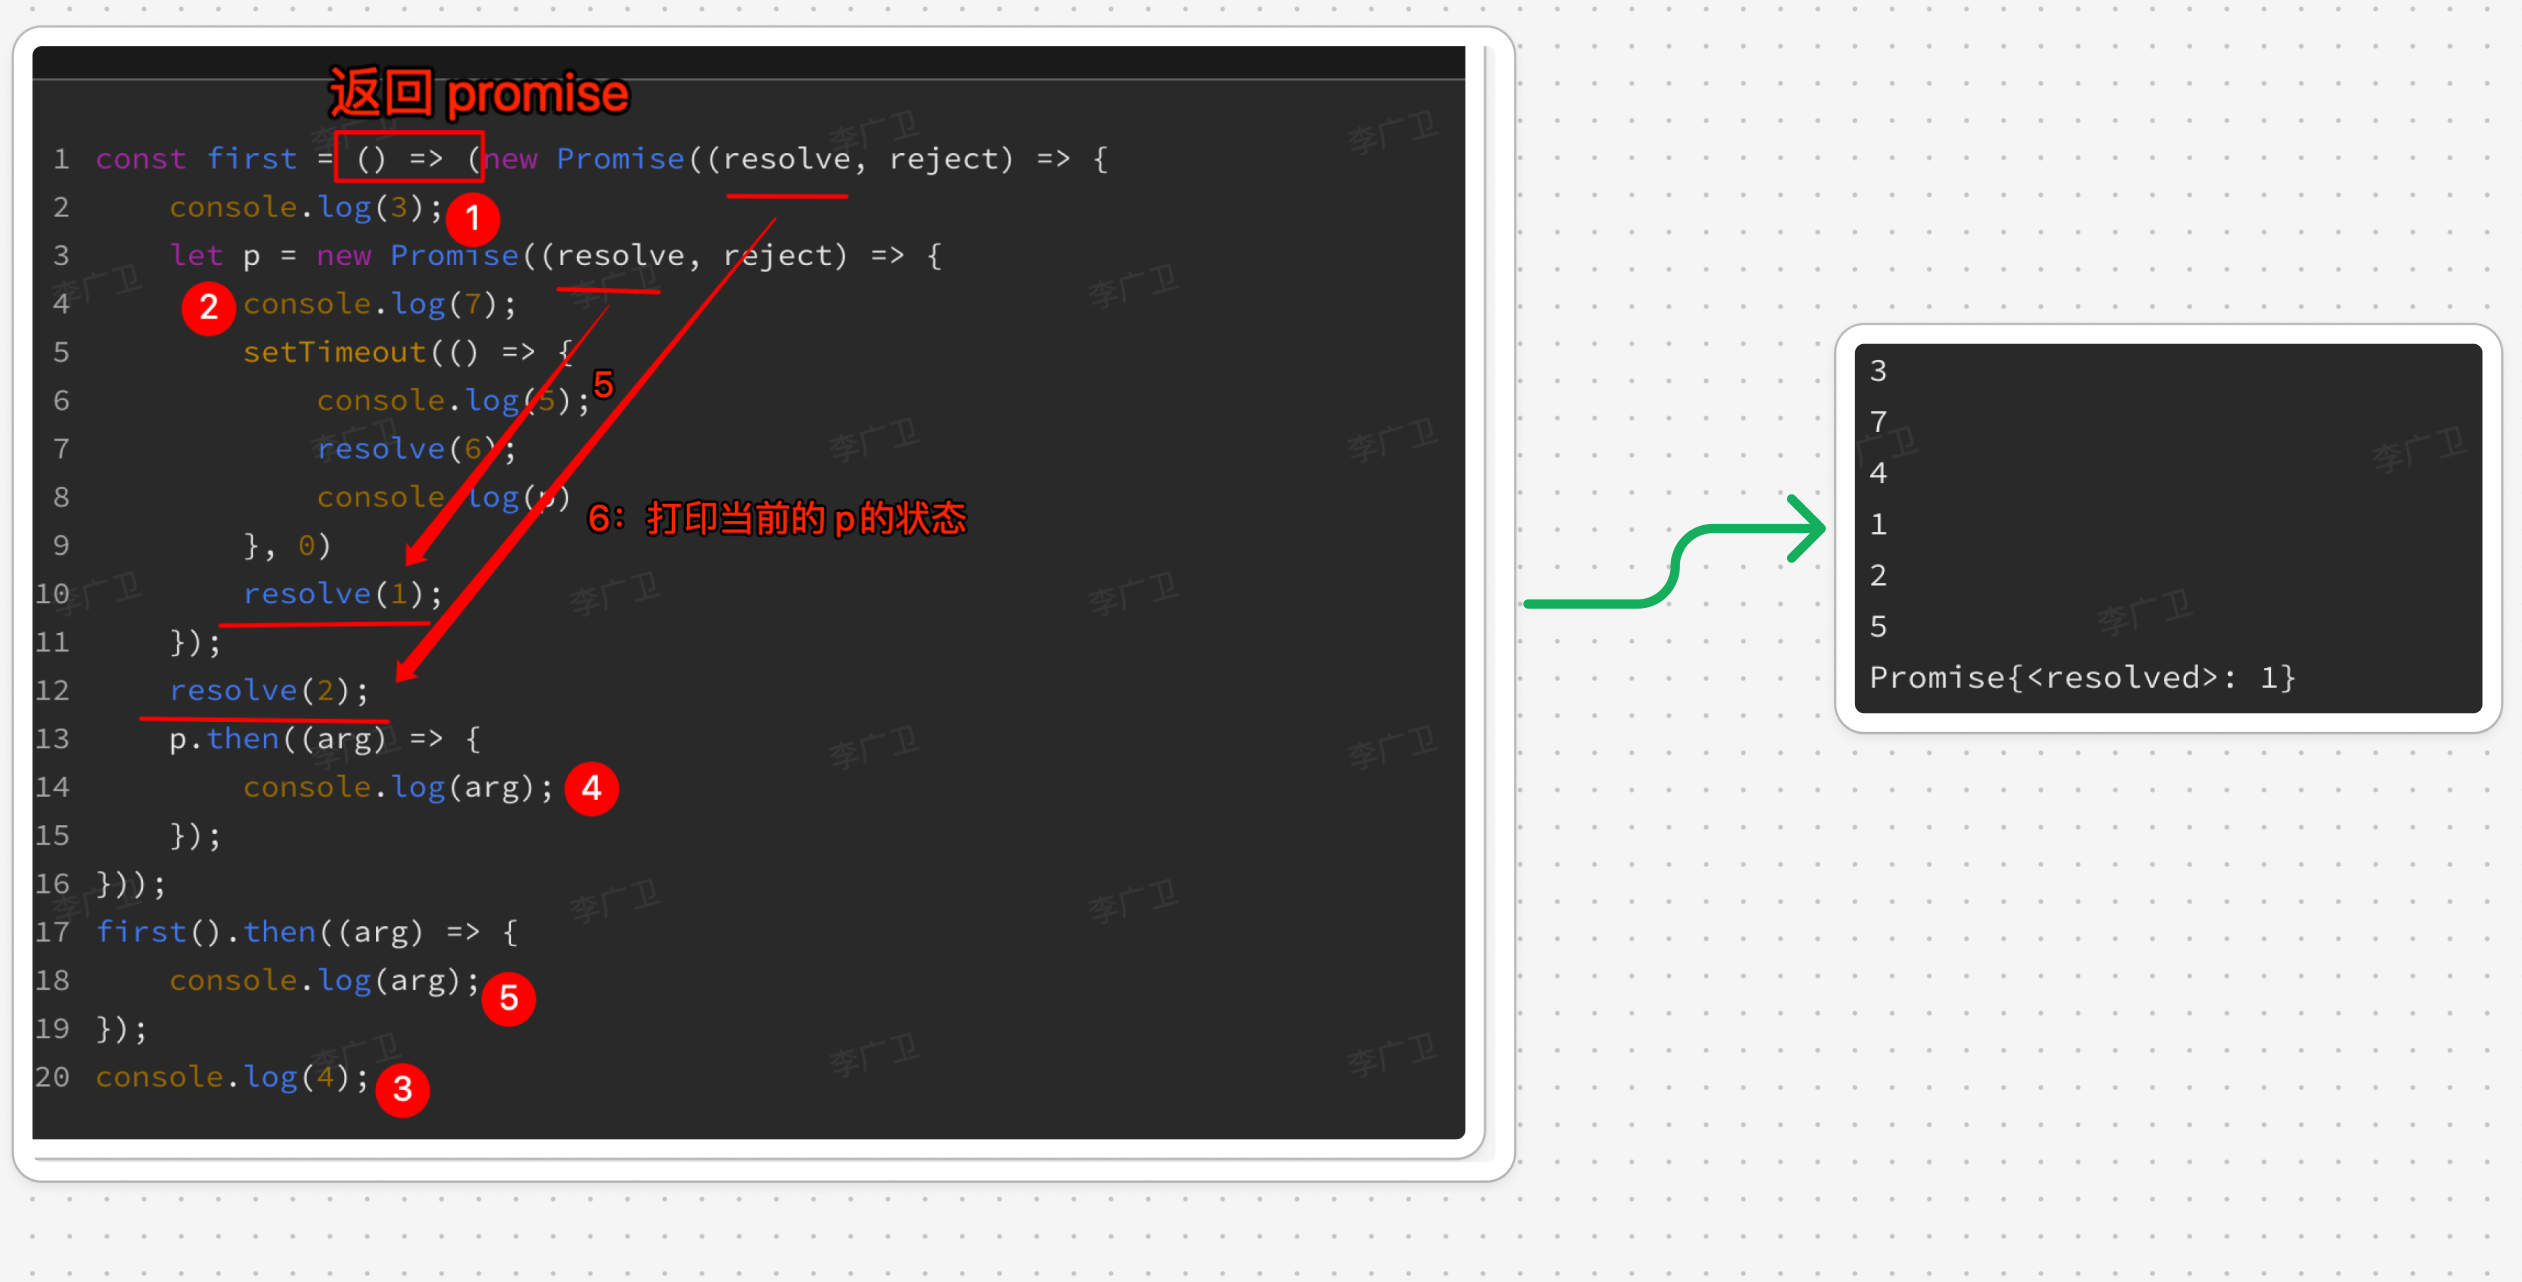 返回 promise
1 const first = () => (new Promise((resolve, reject) => {
2     console.log(3);
1
3     let p = new Promise((resolve, reject) => {
2
4         console.log(7);
5         setTimeout(() => {
5
6             console.log(5);
7             resolve(6);
8             console.log(p)
6：打印当前的 p的状态
9         }, 0)
10         resolve(1);
11     });
12     resolve(2);
13     p.then((arg) => {
14         console.log(arg);
4
15     });
16 }));
17 first().then((arg) => {
18     console.log(arg);
5
19 });
20 console.log(4);
3
3
7
4
1
2
5
Promise{<resolved>: 1}
李广卫